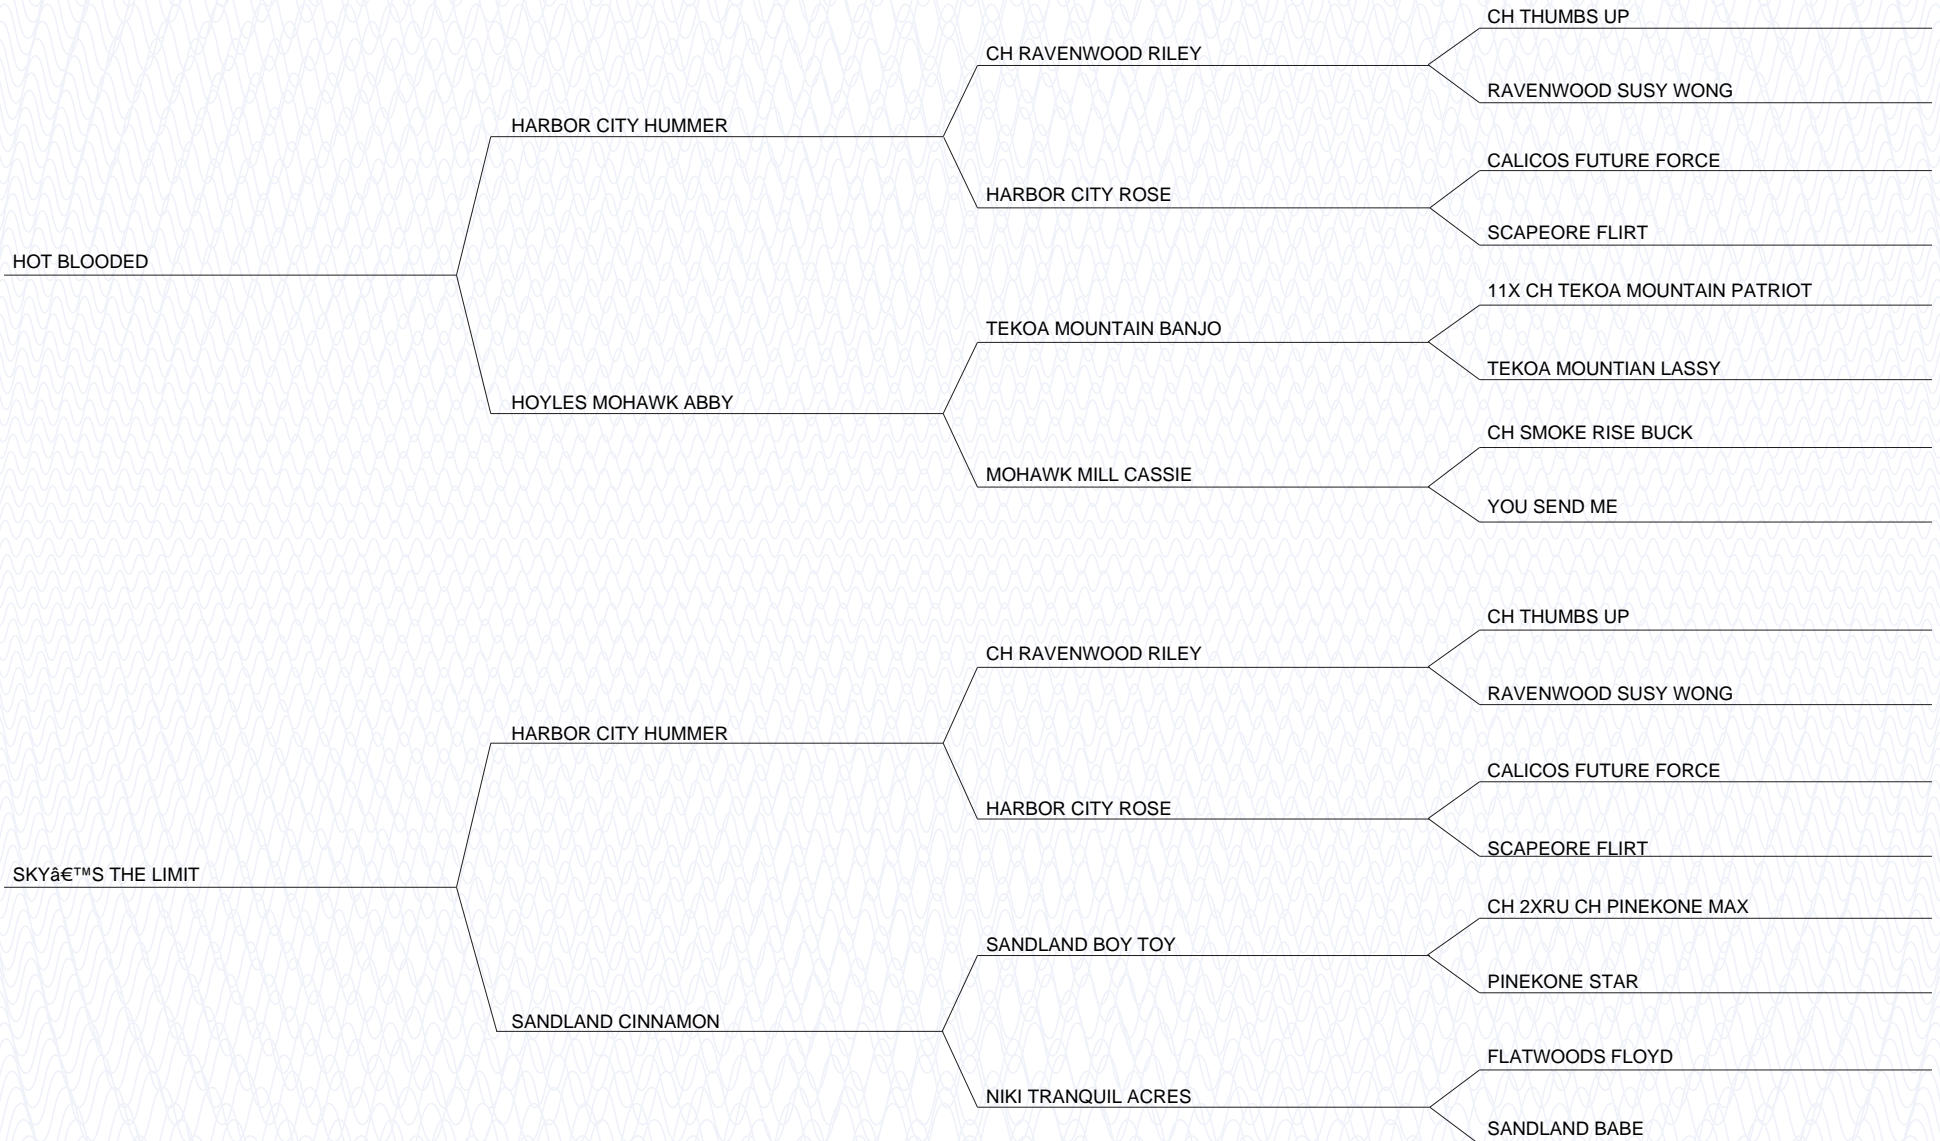 CH THUMBS UP
CH RAVENWOOD RILEY
RAVENWOOD SUSY WONG
HARBOR CITY HUMMER
CALICOS FUTURE FORCE
HARBOR CITY ROSE
SCAPEORE FLIRT
HOT BLOODED
11X CH TEKOA MOUNTAIN PATRIOT
TEKOA MOUNTAIN BANJO
TEKOA MOUNTIAN LASSY
HOYLES MOHAWK ABBY
CH SMOKE RISE BUCK
MOHAWK MILL CASSIE
YOU SEND ME
CH THUMBS UP
CH RAVENWOOD RILEY
RAVENWOOD SUSY WONG
HARBOR CITY HUMMER
CALICOS FUTURE FORCE
HARBOR CITY ROSE
SCAPEORE FLIRT
SKYâ€™S THE LIMIT
CH 2XRU CH PINEKONE MAX
SANDLAND BOY TOY
PINEKONE STAR
SANDLAND CINNAMON
FLATWOODS FLOYD
NIKI TRANQUIL ACRES
SANDLAND BABE